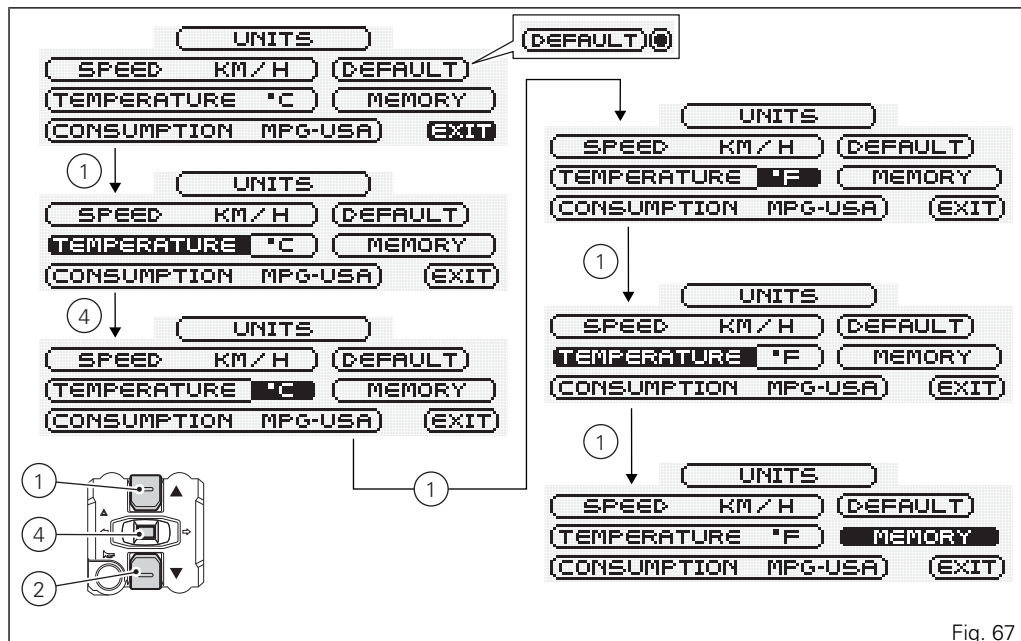 UNITS
DEFAULT
SPEED KM/H DEFAULT
TEMPERATURE °C MEMORY
CONSUMPTION MPG-USA EXIT
1
UNITS
SPEED KM/H DEFAULT
TEMPERATURE °C MEMORY
CONSUMPTION MPG-USA EXIT
4
UNITS
SPEED KM/H DEFAULT
TEMPERATURE °C MEMORY
CONSUMPTION MPG-USA EXIT
1
4
2
1
UNITS
SPEED KM/H DEFAULT
TEMPERATURE °F MEMORY
CONSUMPTION MPG-USA EXIT
1
UNITS
SPEED KM/H DEFAULT
TEMPERATURE °F MEMORY
CONSUMPTION MPG-USA EXIT
1
UNITS
SPEED KM/H DEFAULT
TEMPERATURE °F MEMORY
CONSUMPTION MPG-USA EXIT
Fig. 67